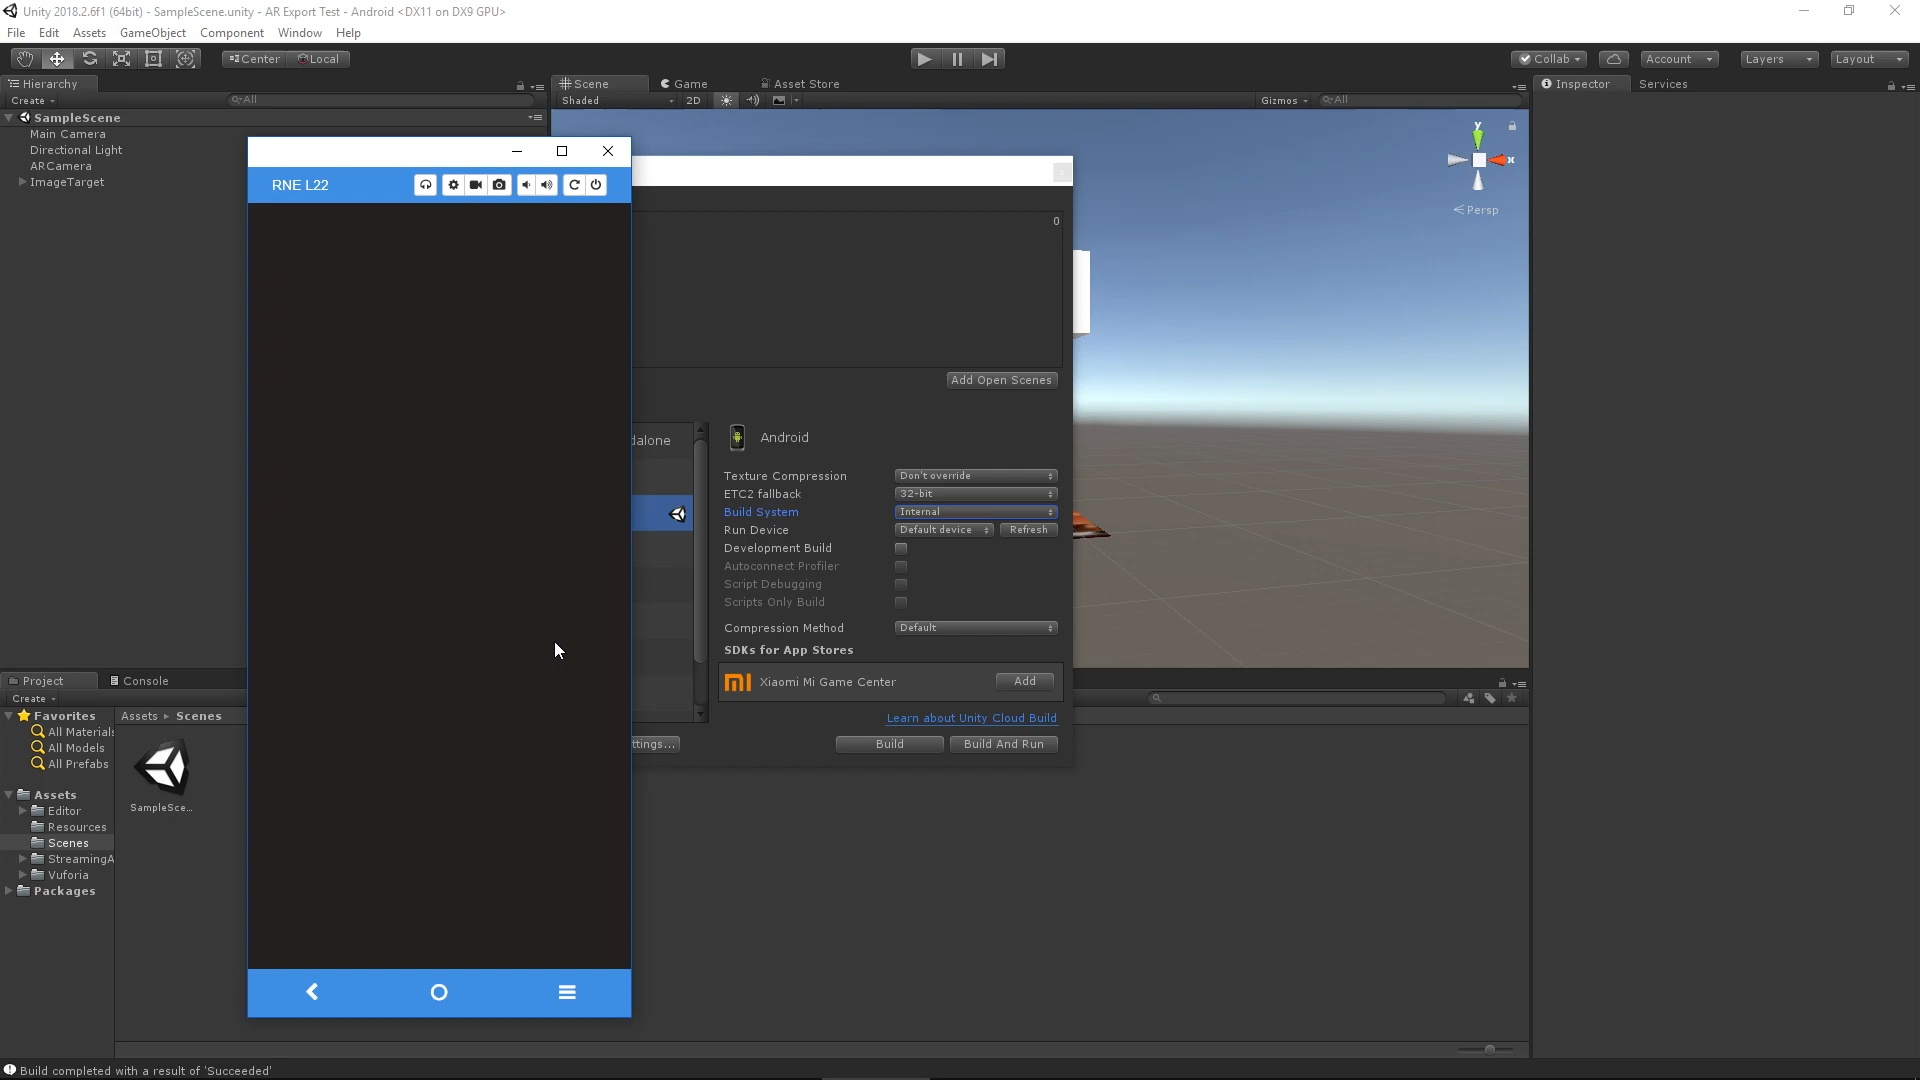 Unity 2018.2.6f1 (64bit) - SampleScene.unity - AR Export Test - Android <DX11 on DX9 GPU>
File Edit Assets GameObject Component Window Help
Center Local Collab Account Layers Layout
Hierarchy Scene Game Asset Store Inspector Services
Create All Shaded 2D Gizmos All
SampleScene
Main Camera
Directional Light
ARCamera
ImageTarget
y
x
Persp
RNE L22
0
Add Open Scenes
dalone
Android
Texture Compression Don't override
ETC2 fallback 32-bit
Build System Internal
Run Device Default device Refresh
Development Build
Autoconnect Profiler
Script Debugging
Scripts Only Build
Compression Method Default
SDKs for App Stores
Xiaomi Mi Game Center Add
Learn about Unity Cloud Build
ttings... Build Build And Run
Project Console
Create
Favorites
All Materials
All Models
All Prefabs
Assets
Editor
Resources
Scenes
StreamingA
Vuforia
Packages
Assets Scenes
SampleSce...
Build completed with a result of 'Succeeded'